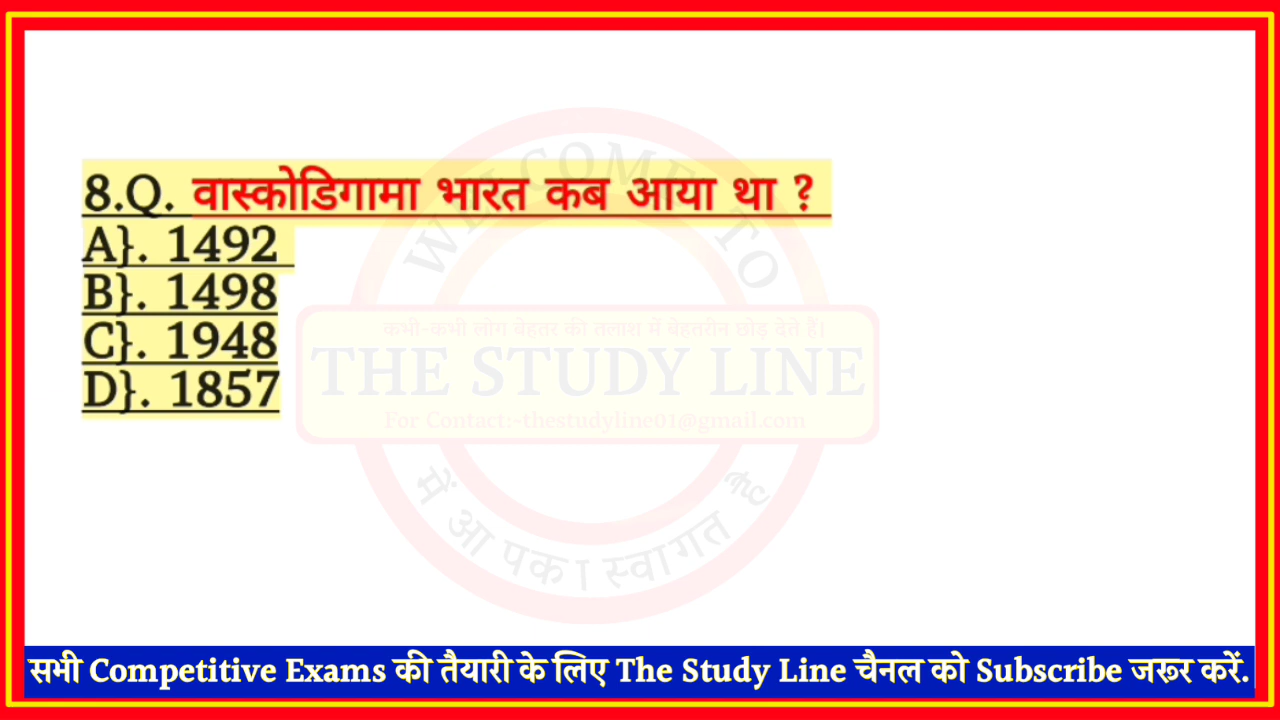 8.Q. वास्कोडिगामा भारत कब आया था ?
A}. 1492
B}. 1498
C}. 1948
D}. 1857
WELCOME TO
कभी-कभी लोग बेहतर की तलाश में बेहतरीन छोड़ देते हैं।
THE STUDY LINE
For Contact:-thestudyline01@gmail.com
में आपका स्वागत है
सभी Competitive Exams की तैयारी के लिए The Study Line चैनल को Subscribe जरूर करें.